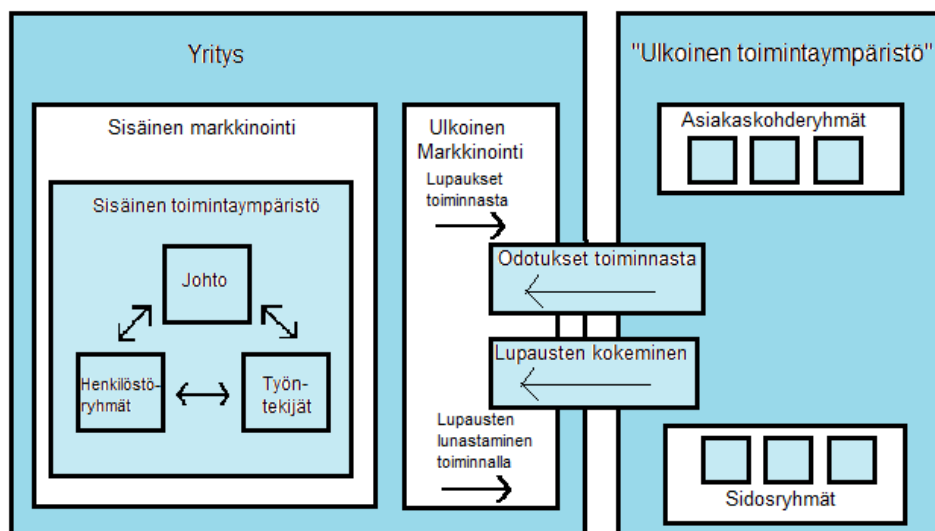 Yritys
Sisäinen markkinointi
Sisäinen toimintaympäristö
Johto
Henkilöstö-
ryhmät
Työn-
tekijät
Ulkoinen
Markkinointi
Lupaukset
toiminnasta
Odotukset toiminnasta
Lupausten kokeminen
Lupausten
lunastaminen
toiminnalla
"Ulkoinen toimintaympäristö"
Asiakaskohderyhmät
Sidosryhmät